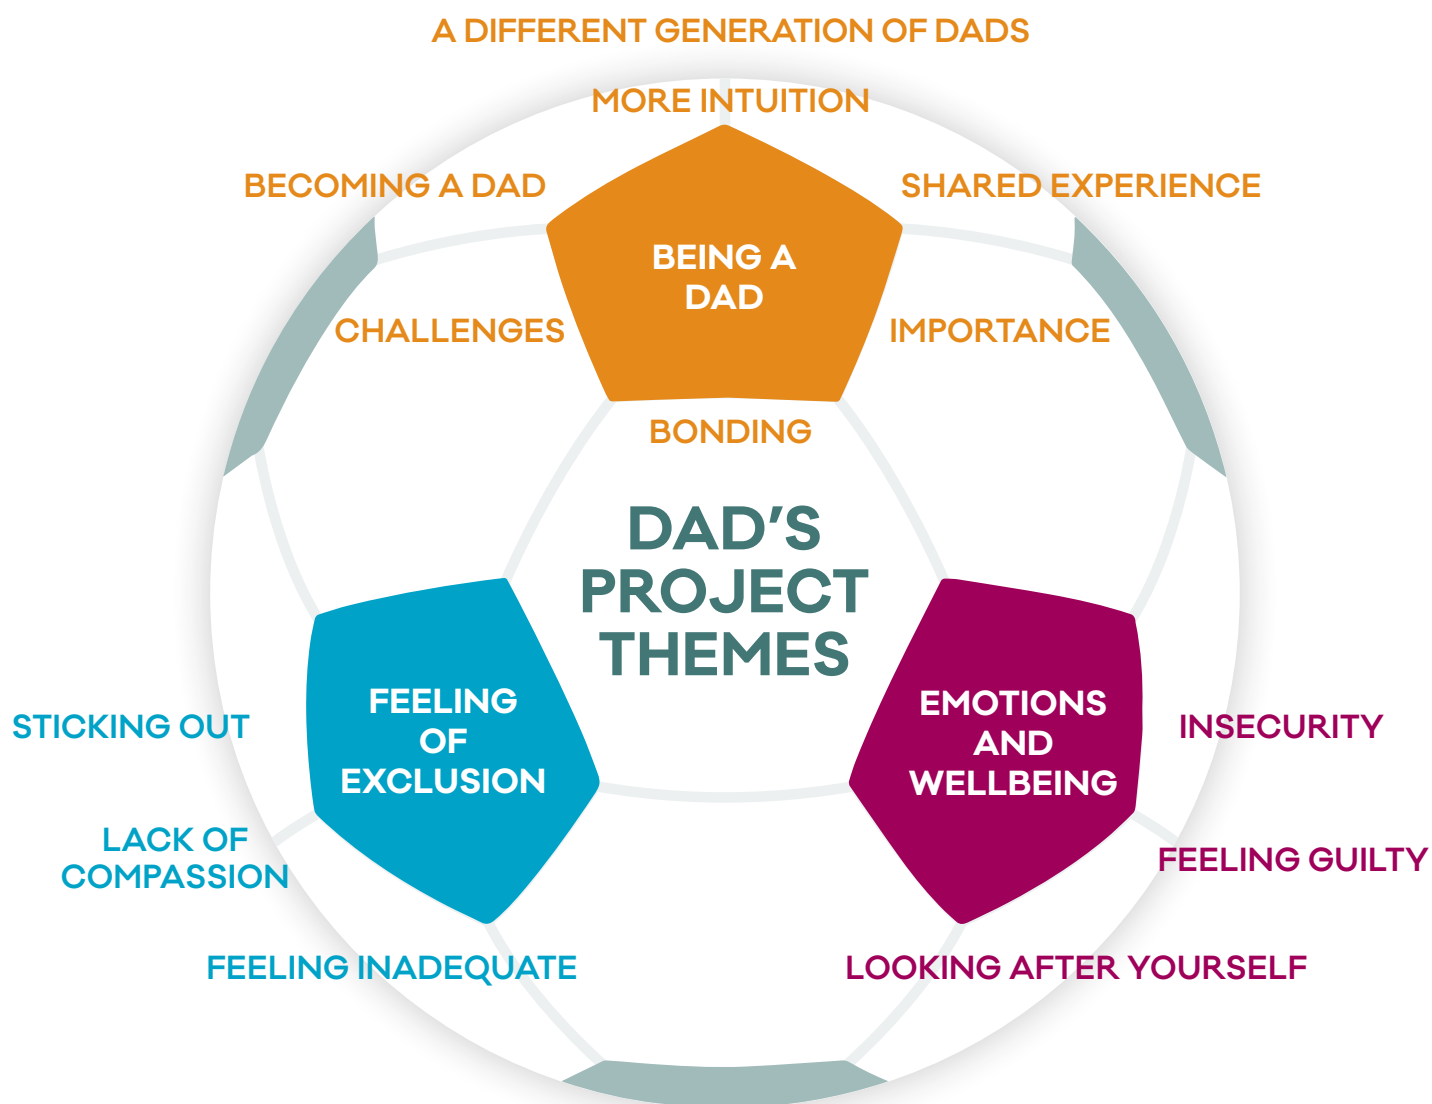 A DIFFERENT GENERATION OF DADS
MORE INTUITION
BECOMING A DAD
SHARED EXPERIENCE
BEING A
DAD
CHALLENGES
IMPORTANCE
BONDING
DAD’S
PROJECT
THEMES
FEELING
OF
EXCLUSION
EMOTIONS
AND
WELLBEING
STICKING OUT
INSECURITY
LACK OF
COMPASSION
FEELING GUILTY
FEELING INADEQUATE
LOOKING AFTER YOURSELF